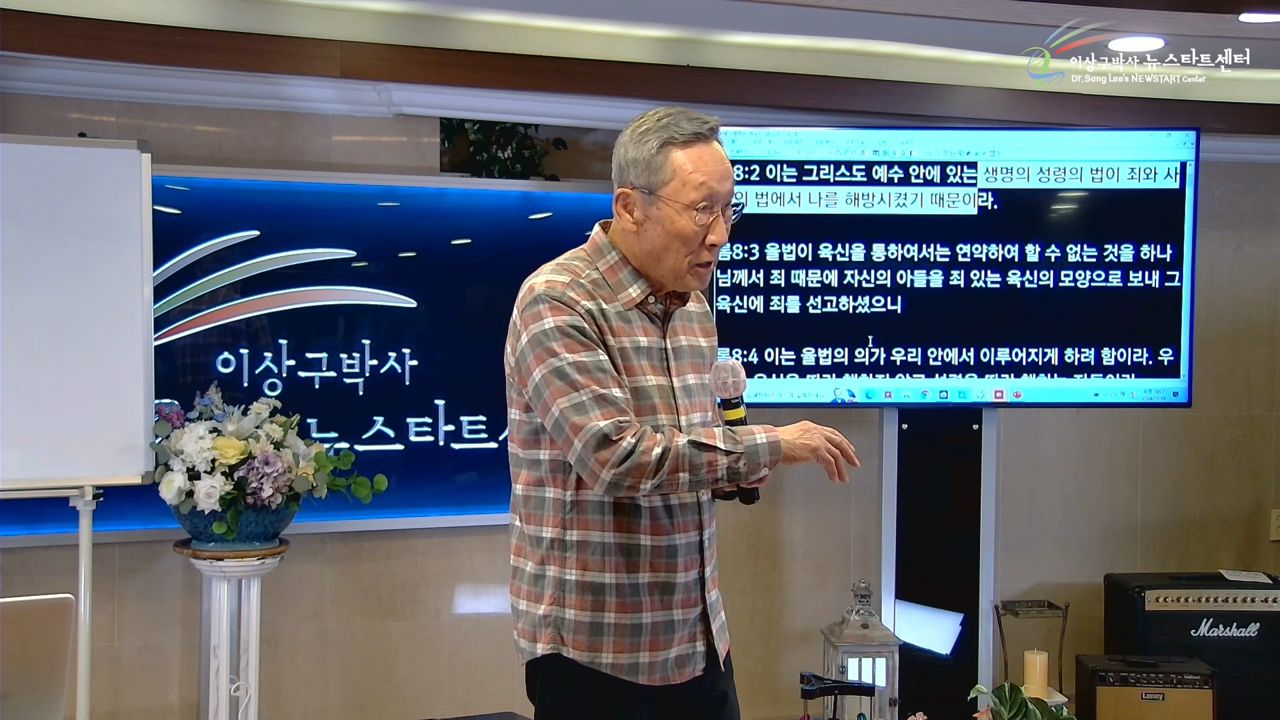 이상구박사 뉴스타트센터
Dr. Sang Lee's NEWSTART Center
8:2 이는 그리스도 예수 안에 있는 생명의 성령의 법이 죄와 사
의 법에서 나를 해방시켰기 때문이라.
롬8:3 율법이 육신을 통하여서는 연약하여 할 수 없는 것을 하나
님께서 죄 때문에 자신의 아들을 죄 있는 육신의 모양으로 보내 그
육신에 죄를 선고하셨으니
롬8:4 이는 율법의 의가 우리 안에서 이루어지게 하려 함이라. 우
이상구박사
뉴스타트
Marshall
Laney